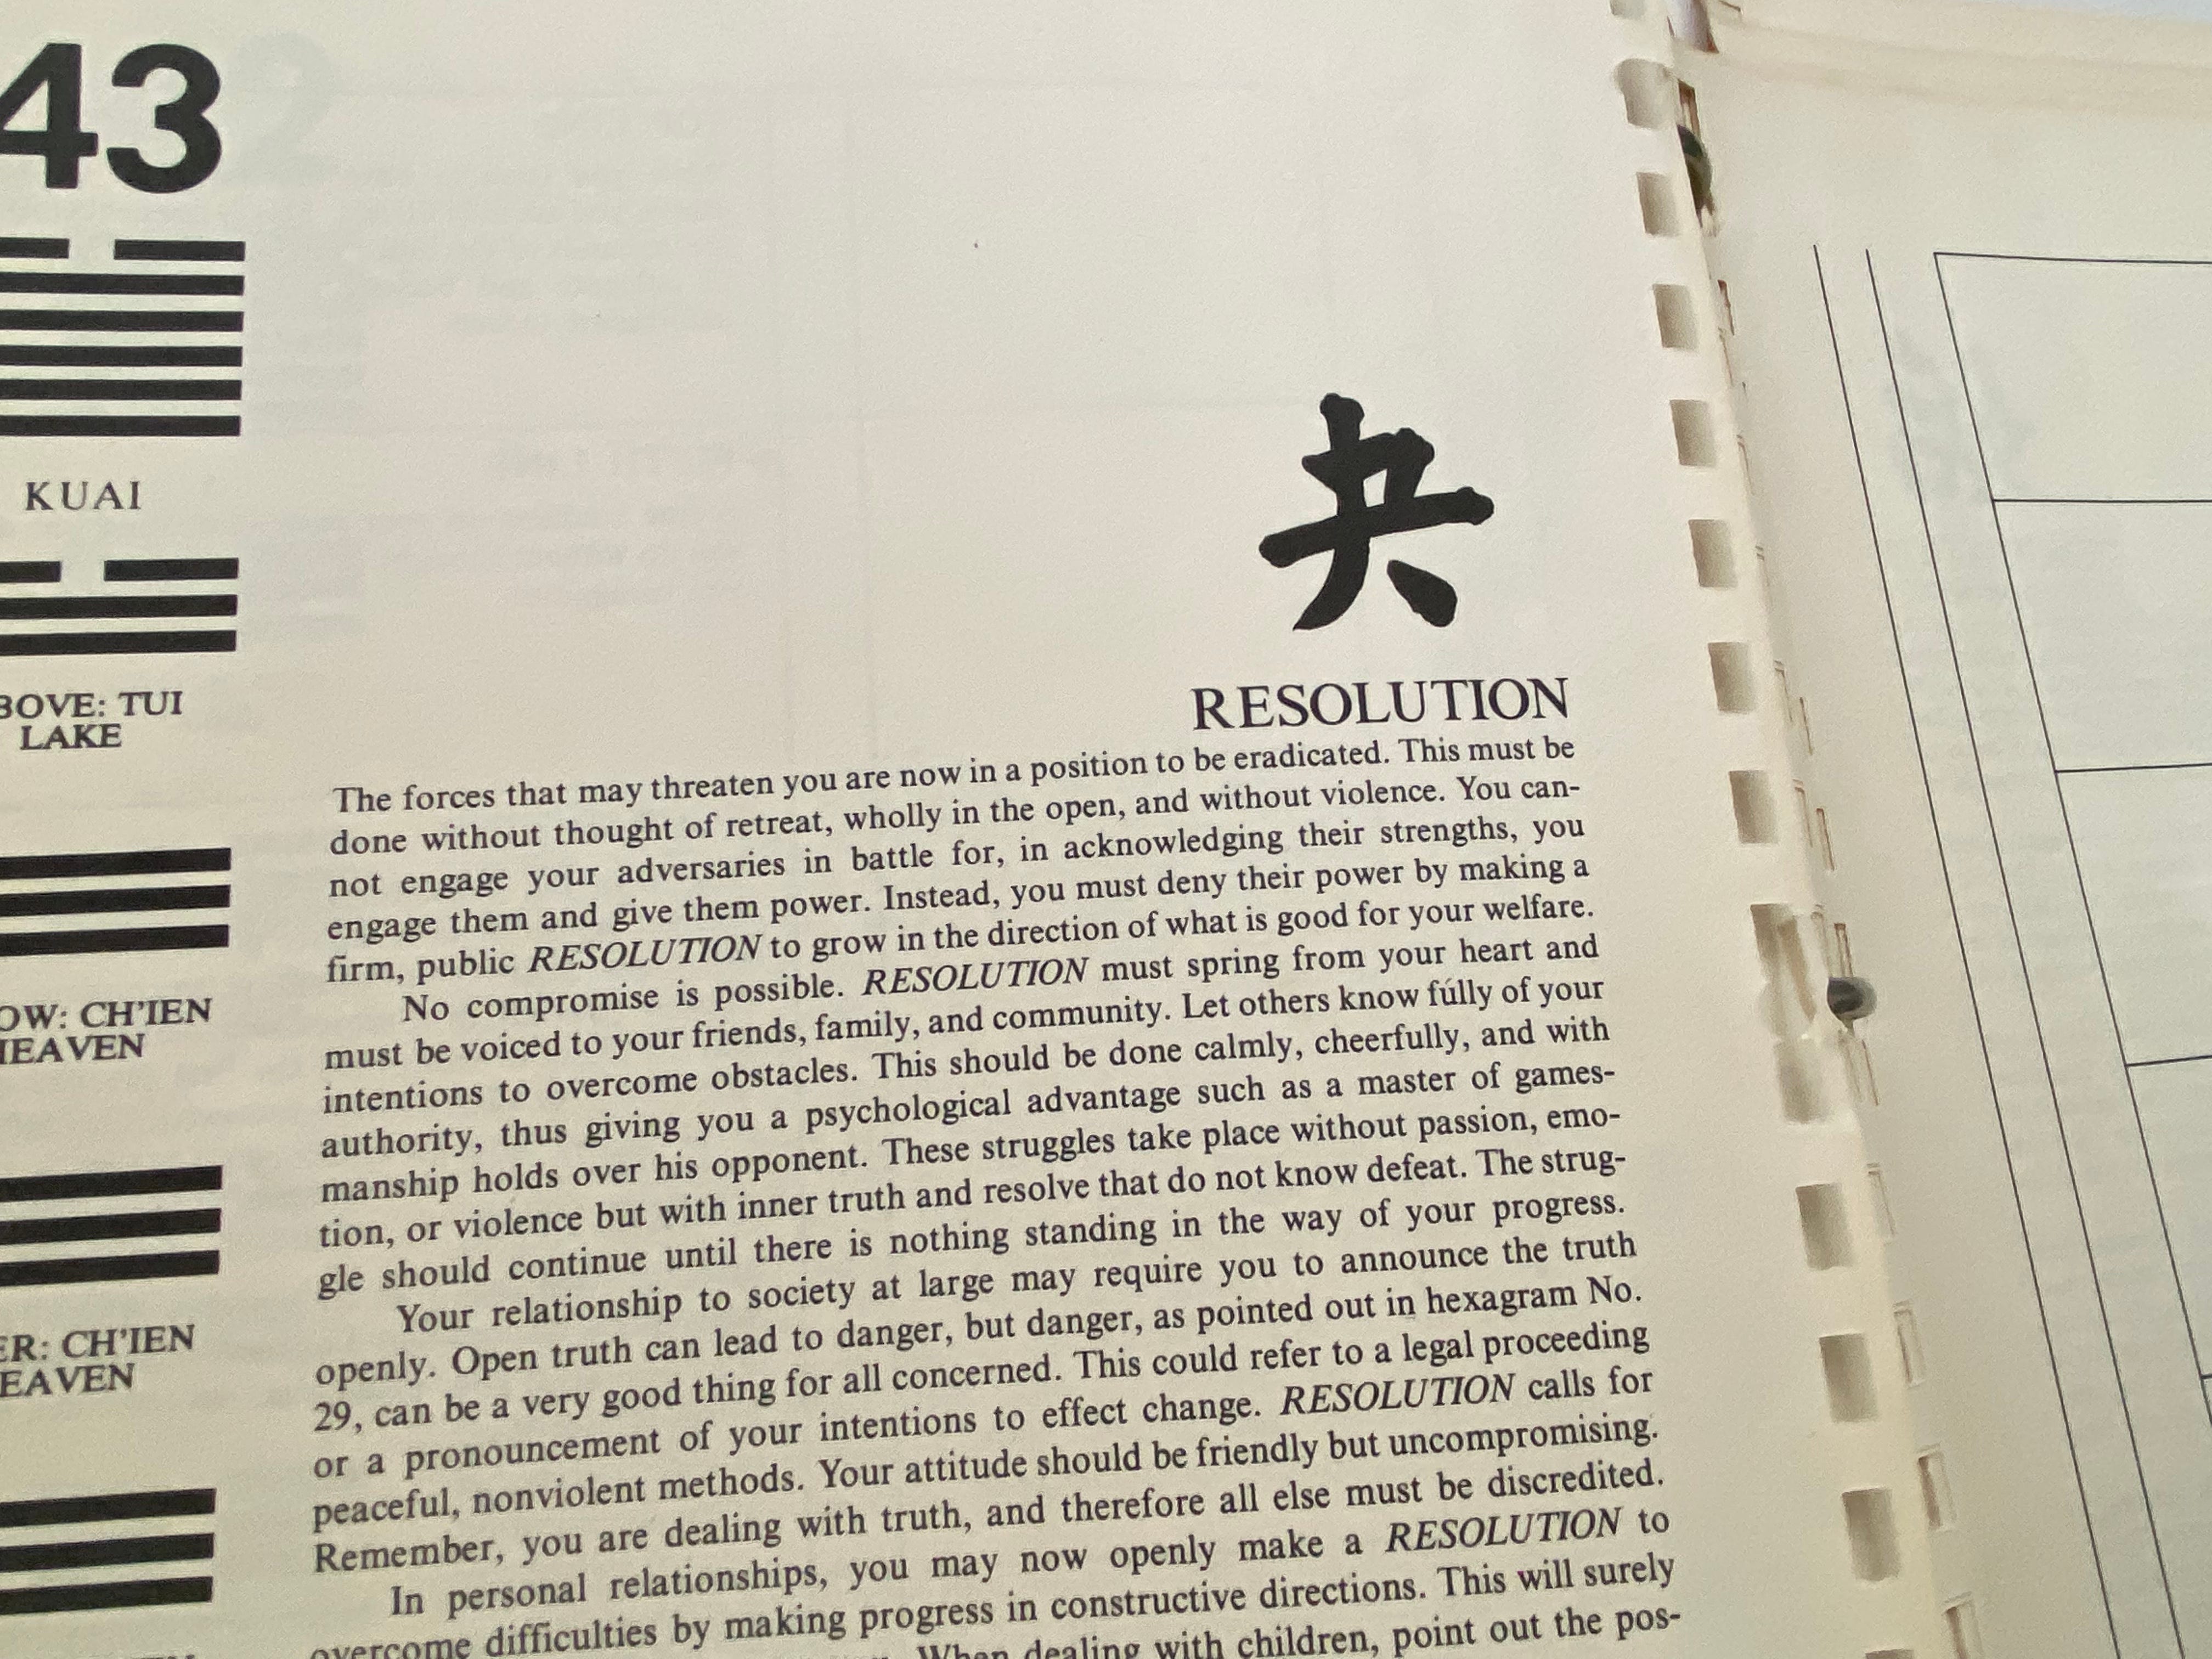 43
KUAI
BOVE: TUI
LAKE
OW: CH'IEN
HEAVEN
ER: CH'IEN
EAVEN
夬
RESOLUTION
The forces that may threaten you are now in a position to be eradicated. This must be
done without thought of retreat, wholly in the open, and without violence. You can-
not engage your adversaries in battle for, in acknowledging their strengths, you
engage them and give them power. Instead, you must deny their power by making a
firm, public RESOLUTION to grow in the direction of what is good for your welfare.
No compromise is possible. RESOLUTION must spring from your heart and
must be voiced to your friends, family, and community. Let others know fully of your
intentions to overcome obstacles. This should be done calmly, cheerfully, and with
authority, thus giving you a psychological advantage such as a master of games-
manship holds over his opponent. These struggles take place without passion, emo-
tion, or violence but with inner truth and resolve that do not know defeat. The strug-
gle should continue until there is nothing standing in the way of your progress.
Your relationship to society at large may require you to announce the truth
openly. Open truth can lead to danger, but danger, as pointed out in hexagram No.
29, can be a very good thing for all concerned. This could refer to a legal proceeding
or a pronouncement of your intentions to effect change. RESOLUTION calls for
peaceful, nonviolent methods. Your attitude should be friendly but uncompromising.
Remember, you are dealing with truth, and therefore all else must be discredited.
In personal relationships, you may now openly make a RESOLUTION to
overcome difficulties by making progress in constructive directions. This will surely
When dealing with children, point out the pos-